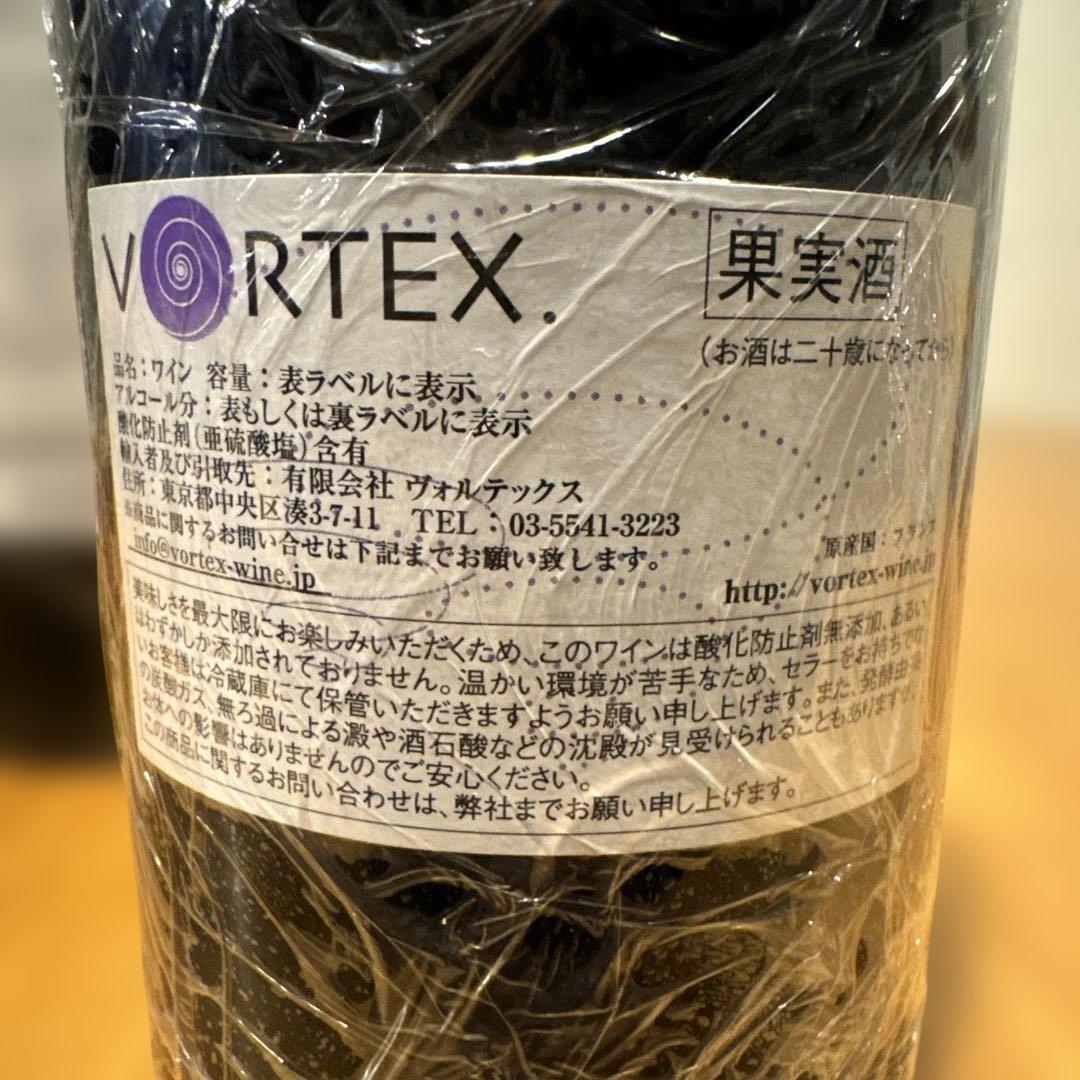 VORTEX.
果実酒
(お酒は二十歳になってから)
品名：ワイン 容量：表ラベルに表示
アルコール分：表もしくは裏ラベルに表示
酸化防止剤(亜硫酸塩)含有
輸入者及び引取先：有限会社 ヴォルテックス
住所：東京都中央区湊3-7-11 TEL：03-5541-3223
※商品に関するお問い合せは下記までお願い致します。
原産国：フランス
info@vortex-wine.jp
http://vortex-wine.jp
美味しさを最大限にお楽しみいただくため、このワインは酸化防止剤無添加、あるい
はわずかしか添加されておりません。温かい環境が苦手なため、セラーをお持ちでな
いお客様は冷蔵庫にて保管いただきますようお願い申し上げます。また、発酵由来
の炭酸ガス、無ろ過による澱や酒石酸などの沈殿が見受けられることもありますが、
お体への影響はありませんのでご安心ください。
この商品に関するお問い合わせは、弊社までお願い申し上げます。